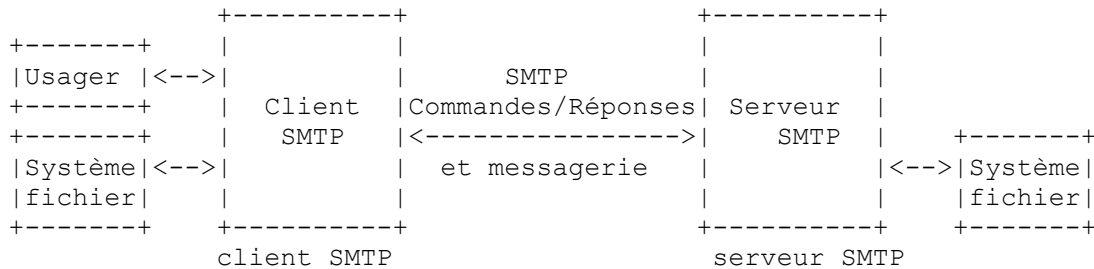 +----------+                 +----------+
+-------+   |          |                 |          |
|Usager |<-->|          |      SMTP       |          |
+-------+   |  Client  |Commandes/Réponses| Serveur  |
+-------+   |   SMTP   |<--------------->|    SMTP  |   +-------+
|Système|<-->|          |  et messagerie  |          |<-->|Système|
|fichier|   |          |                 |          |   |fichier|
+-------+   +----------+                 +----------+   +-------+
            client SMTP                  serveur SMTP